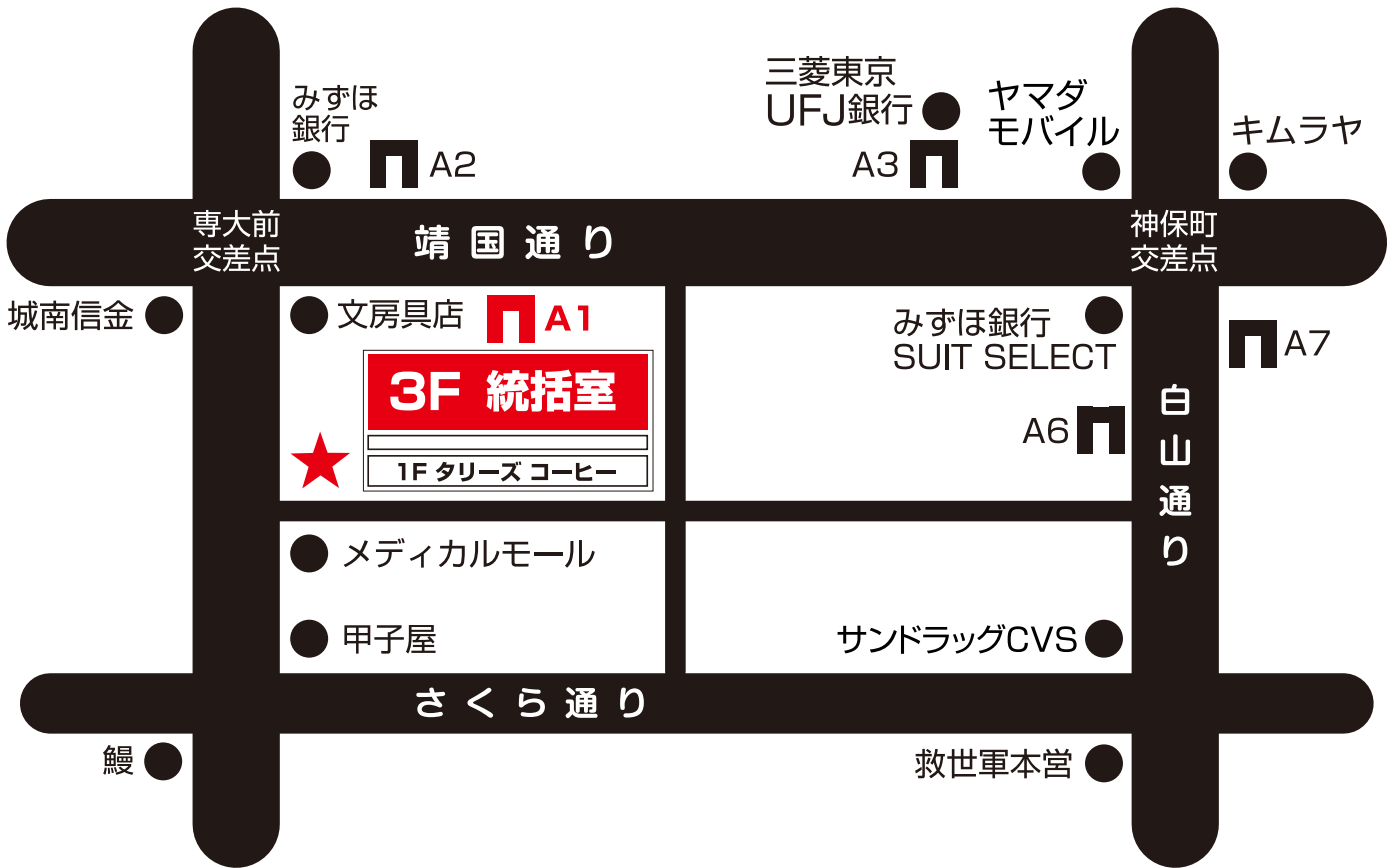 みずほ
銀行
A2
三菱東京
UFJ銀行
A3
ヤマダ
モバイル
キムラヤ
専大前
交差点
靖国通り
神保町
交差点
城南信金
文房具店
A1
みずほ銀行
SUIT SELECT
A7
3F 統括室
A6
白山通り
1F タリーズ コーヒー
メディカルモール
甲子屋
サンドラッグCVS
さくら通り
鰻
救世軍本営